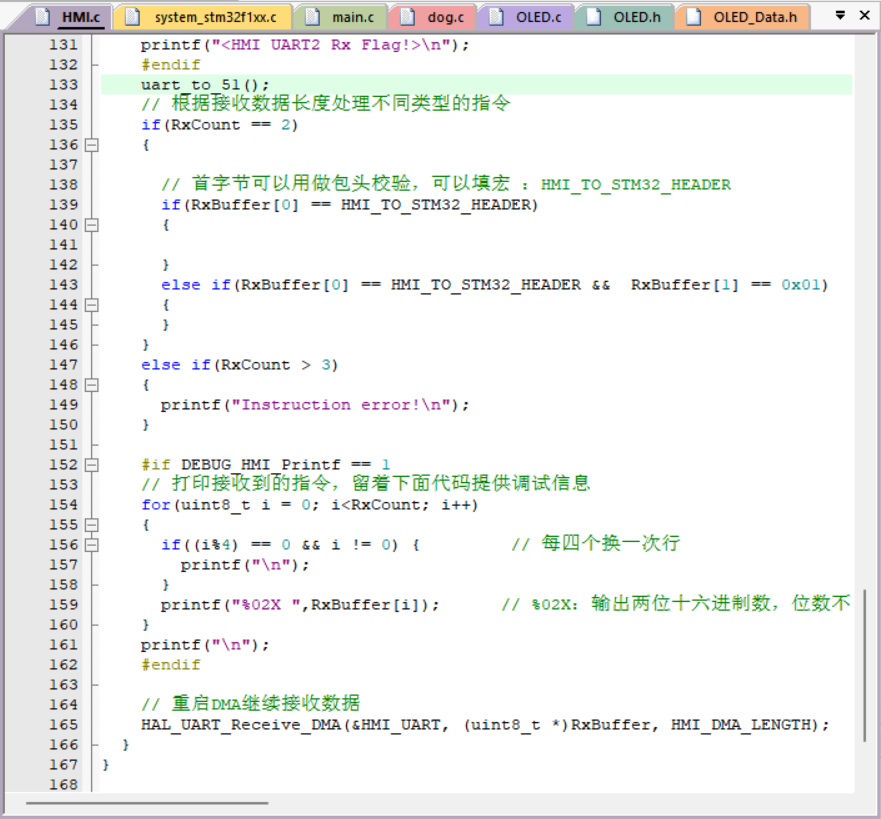 HMI.c system_stm32f1xx.c main.c dog.c OLED.c OLED.h OLED_Data.h
131 printf("<HMI UART2 Rx Flag!>\n");
132 #endif
133 uart_to_51();
134 // 根据接收数据长度处理不同类型的指令
135 if(RxCount == 2)
136 {
137
138 // 首字节可以用做包头校验，可以填宏 ：HMI_TO_STM32_HEADER
139 if(RxBuffer[0] == HMI_TO_STM32_HEADER)
140 {
141
142 }
143 else if(RxBuffer[0] == HMI_TO_STM32_HEADER && RxBuffer[1] == 0x01)
144 {
145 }
146 }
147 else if(RxCount > 3)
148 {
149 printf("Instruction error!\n");
150 }
151
152 #if DEBUG_HMI_Printf == 1
153 // 打印接收到的指令，留着下面代码提供调试信息
154 for(uint8_t i = 0; i<RxCount; i++)
155 {
156 if((i%4) == 0 && i != 0) { // 每四个换一次行
157 printf("\n");
158 }
159 printf("%02X ",RxBuffer[i]); // %02X：输出两位十六进制数，位数不
160 }
161 printf("\n");
162 #endif
163
164 // 重启DMA继续接收数据
165 HAL_UART_Receive_DMA(&HMI_UART, (uint8_t *)RxBuffer, HMI_DMA_LENGTH);
166 }
167 }
168